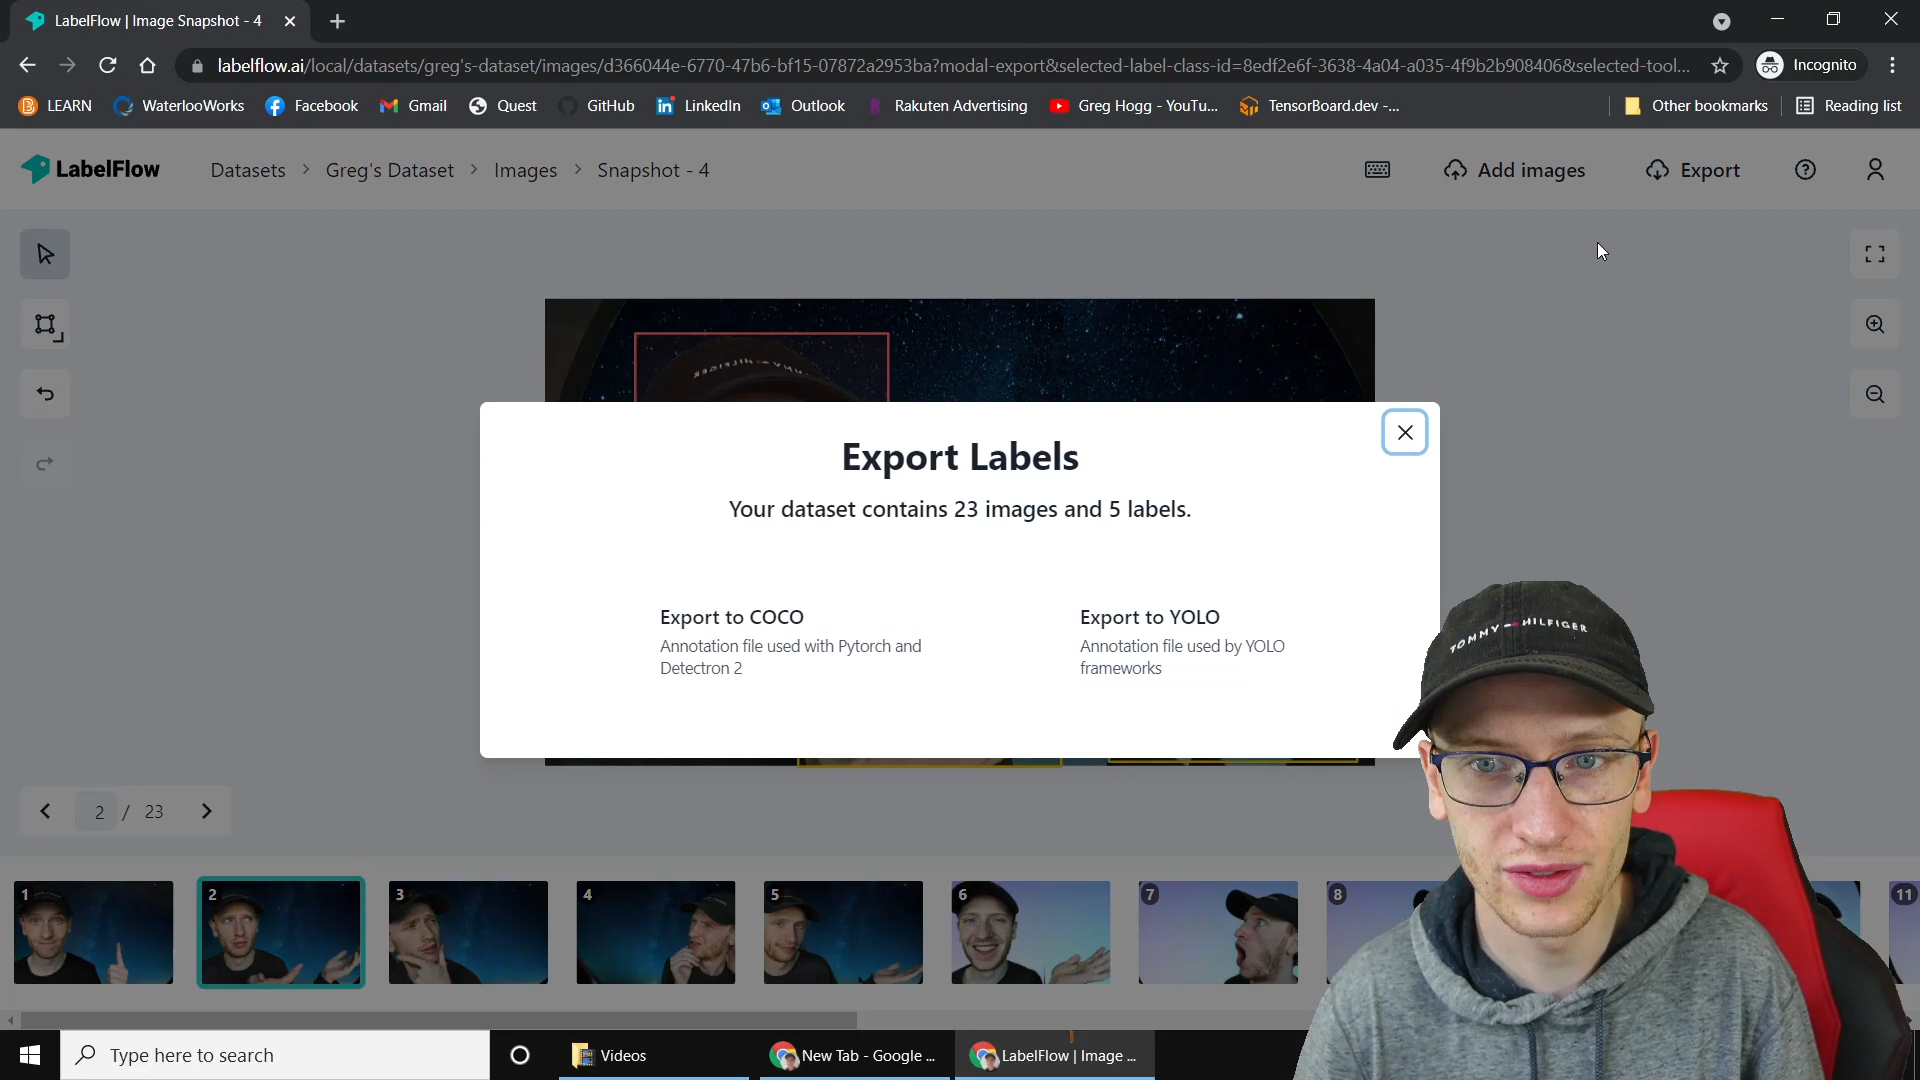 LabelFlow | Image Snapshot - 4
labelflow.ai/local/datasets/greg's-dataset/images/d366044e-6770-47b6-bf15-07872a2953ba?modal-export&selected-label-class-id=8edf2e6f-3638-4a04-a035-4f9b2b908406&selected-tool...
Incognito
LEARN
WaterlooWorks
Facebook
Gmail
Quest
GitHub
LinkedIn
Outlook
Rakuten Advertising
Greg Hogg - YouTu...
TensorBoard.dev -...
Other bookmarks
Reading list
LabelFlow
Datasets > Greg's Dataset > Images > Snapshot - 4
Add images
Export
Export Labels
Your dataset contains 23 images and 5 labels.
Export to COCO
Annotation file used with Pytorch and
Detectron 2
Export to YOLO
Annotation file used by YOLO
frameworks
TOMMY HILFIGER
2 / 23
1
2
3
4
5
6
7
8
11
Type here to search
Videos
New Tab - Google ...
LabelFlow | Image ...